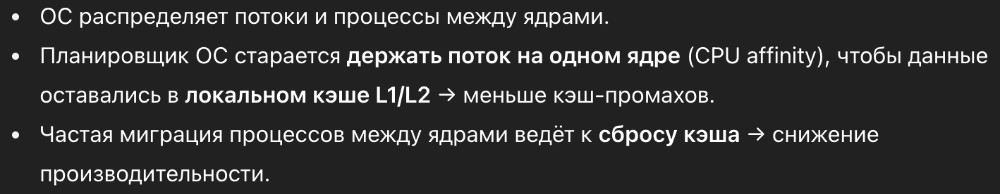 • ОС распределяет потоки и процессы между ядрами.
• Планировщик ОС старается держать поток на одном ядре (CPU affinity), чтобы данные
оставались в локальном кэше L1/L2 → меньше кэш-промахов.
• Частая миграция процессов между ядрами ведёт к сбросу кэша → снижение
производительности.